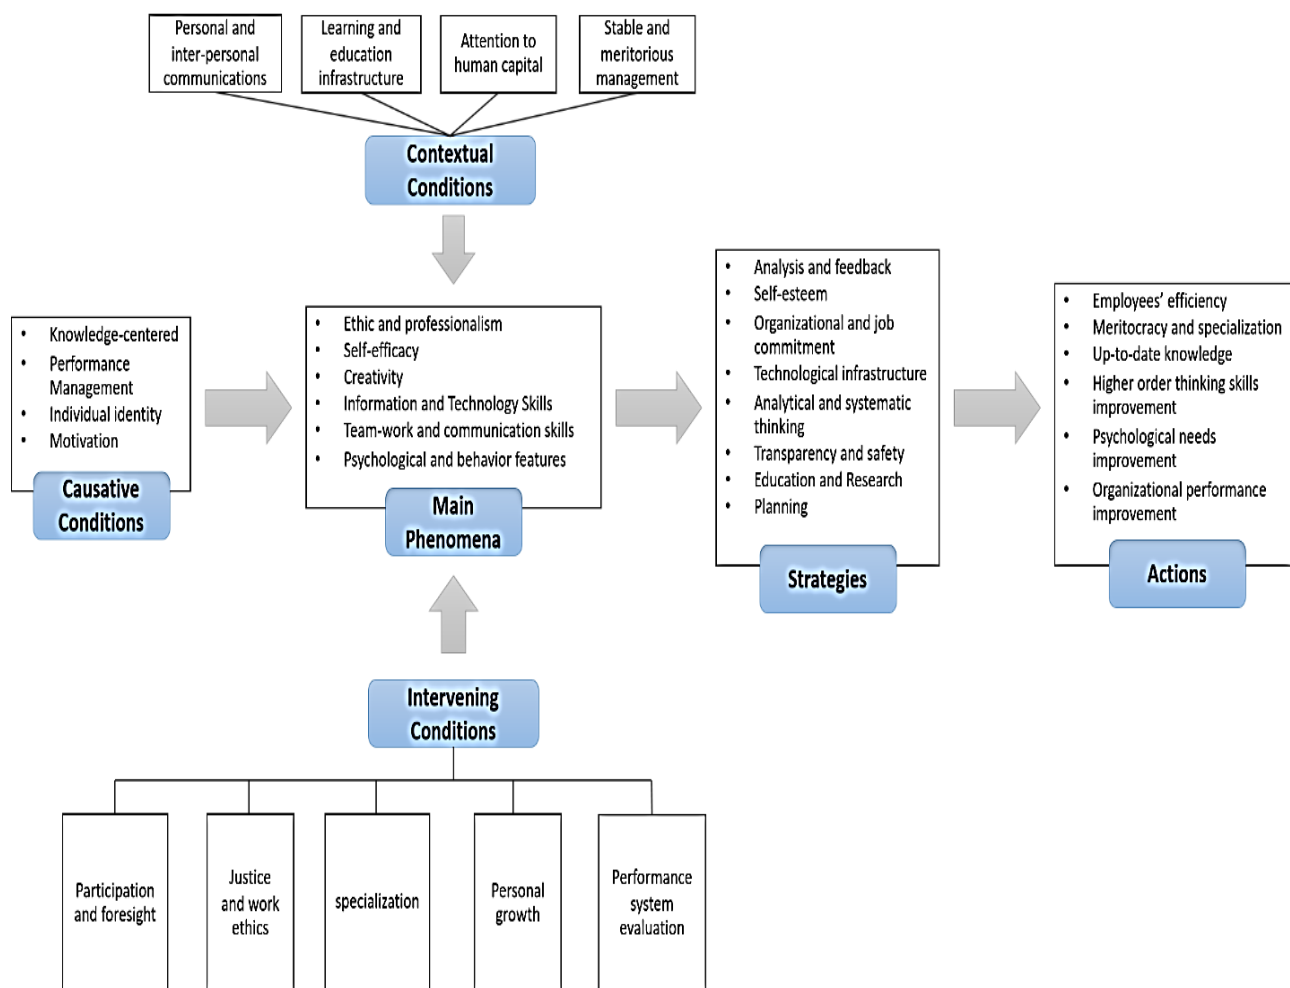 Personal and
inter-personal
communications
Learning and
education
infrastructure
Attention to
human capital
Stable and
meritorious
management
Contextual
Conditions
• Knowledge-centered
• Performance
Management
• Individual identity
• Motivation
Causative
Conditions
• Ethic and professionalism
• Self-efficacy
• Creativity
• Information and Technology Skills
• Team-work and communication skills
• Psychological and behavior features
Main
Phenomena
• Analysis and feedback
• Self-esteem
• Organizational and job
commitment
• Technological infrastructure
• Analytical and systematic
thinking
• Transparency and safety
• Education and Research
• Planning
Strategies
• Employees’ efficiency
• Meritocracy and specialization
• Up-to-date knowledge
• Higher order thinking skills
improvement
• Psychological needs
improvement
• Organizational performance
improvement
Actions
Intervening
Conditions
Participation
and foresight
Justice
and work
ethics
specialization
Personal
growth
Performance
system
evaluation